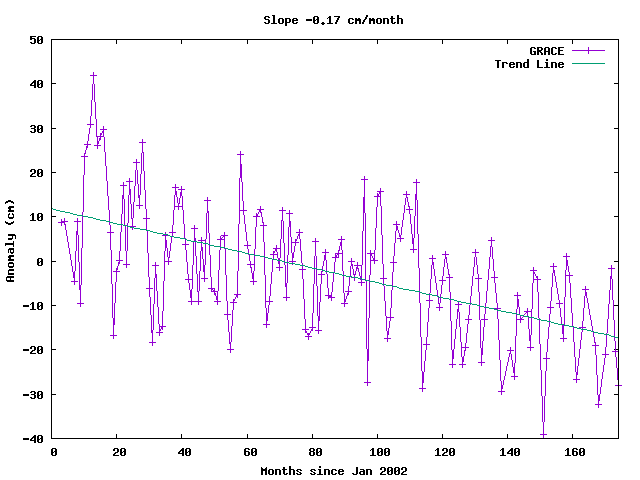 Slope -0.17 cm/month
GRACE
Trend Line
50
40
30
20
10
0
-10
-20
-30
-40
Anomaly (cm)
0 20 40 60 80 100 120 140 160
Months since Jan 2002